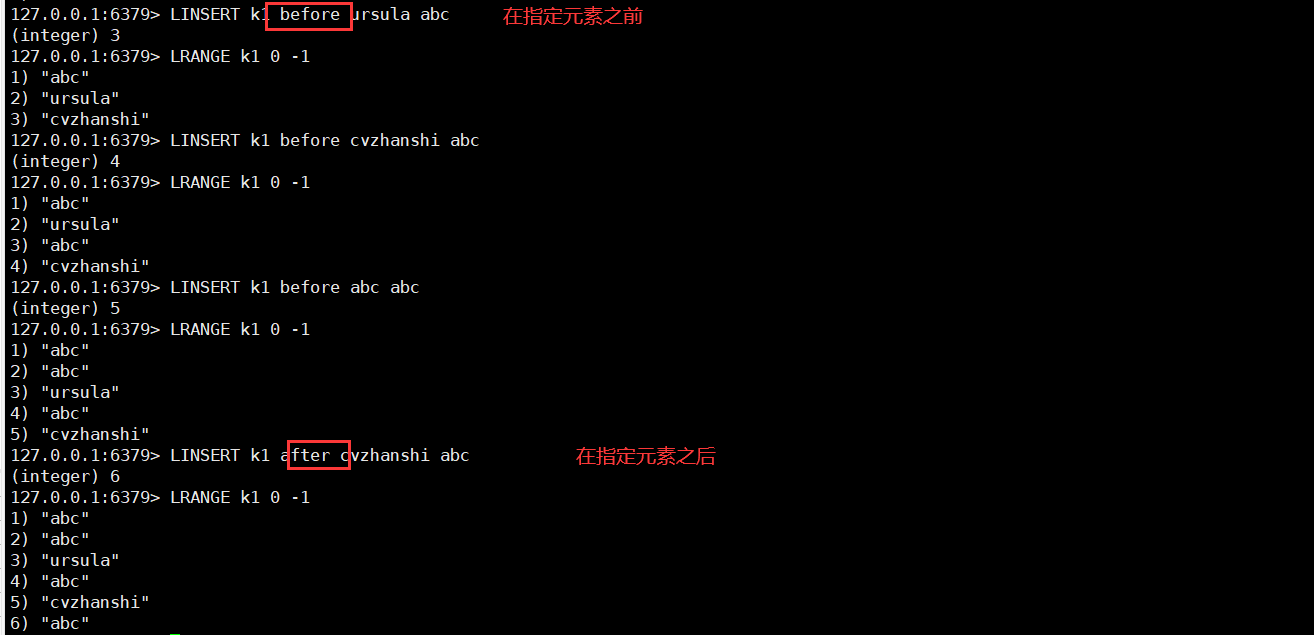 127.0.0.1:6379> LINSERT k1 before ursula abc 在指定元素之前
(integer) 3
127.0.0.1:6379> LRANGE k1 0 -1
1) "abc"
2) "ursula"
3) "cvzhanshi"
127.0.0.1:6379> LINSERT k1 before cvzhanshi abc
(integer) 4
127.0.0.1:6379> LRANGE k1 0 -1
1) "abc"
2) "ursula"
3) "abc"
4) "cvzhanshi"
127.0.0.1:6379> LINSERT k1 before abc abc
(integer) 5
127.0.0.1:6379> LRANGE k1 0 -1
1) "abc"
2) "abc"
3) "ursula"
4) "abc"
5) "cvzhanshi"
127.0.0.1:6379> LINSERT k1 after cvzhanshi abc 在指定元素之后
(integer) 6
127.0.0.1:6379> LRANGE k1 0 -1
1) "abc"
2) "abc"
3) "ursula"
4) "abc"
5) "cvzhanshi"
6) "abc"